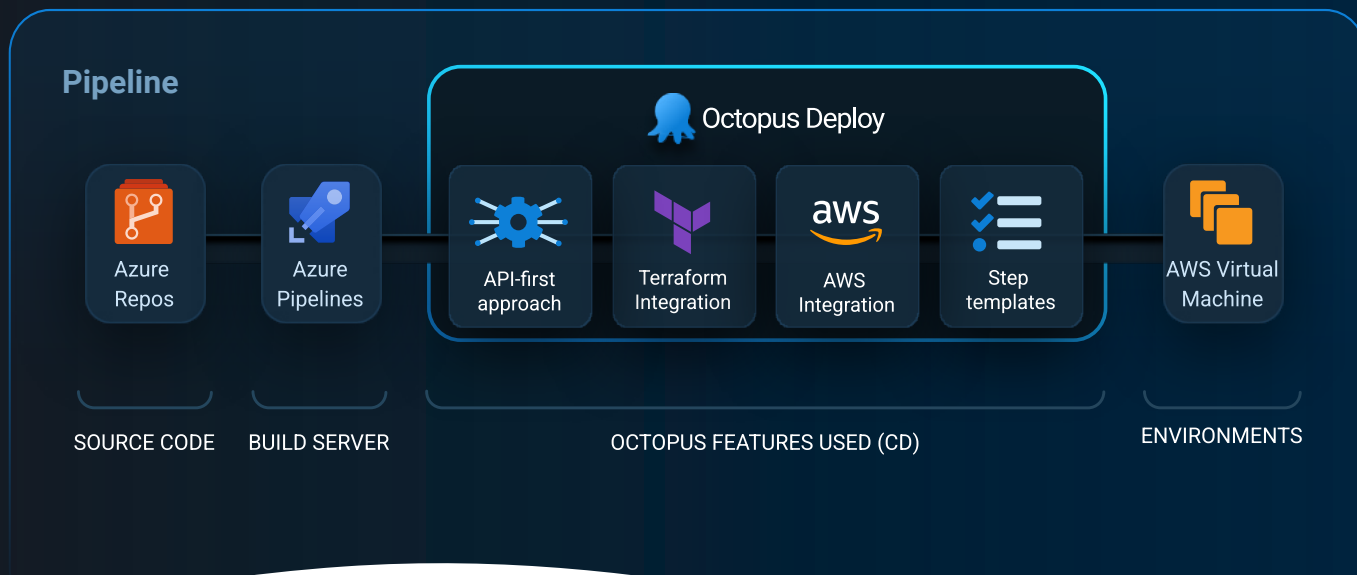 Pipeline
Octopus Deploy
Azure
Repos
Azure
Pipelines
API-first
approach
Terraform
Integration
aws
AWS
Integration
Step
templates
AWS Virtual
Machine
SOURCE CODE
BUILD SERVER
OCTOPUS FEATURES USED (CD)
ENVIRONMENTS